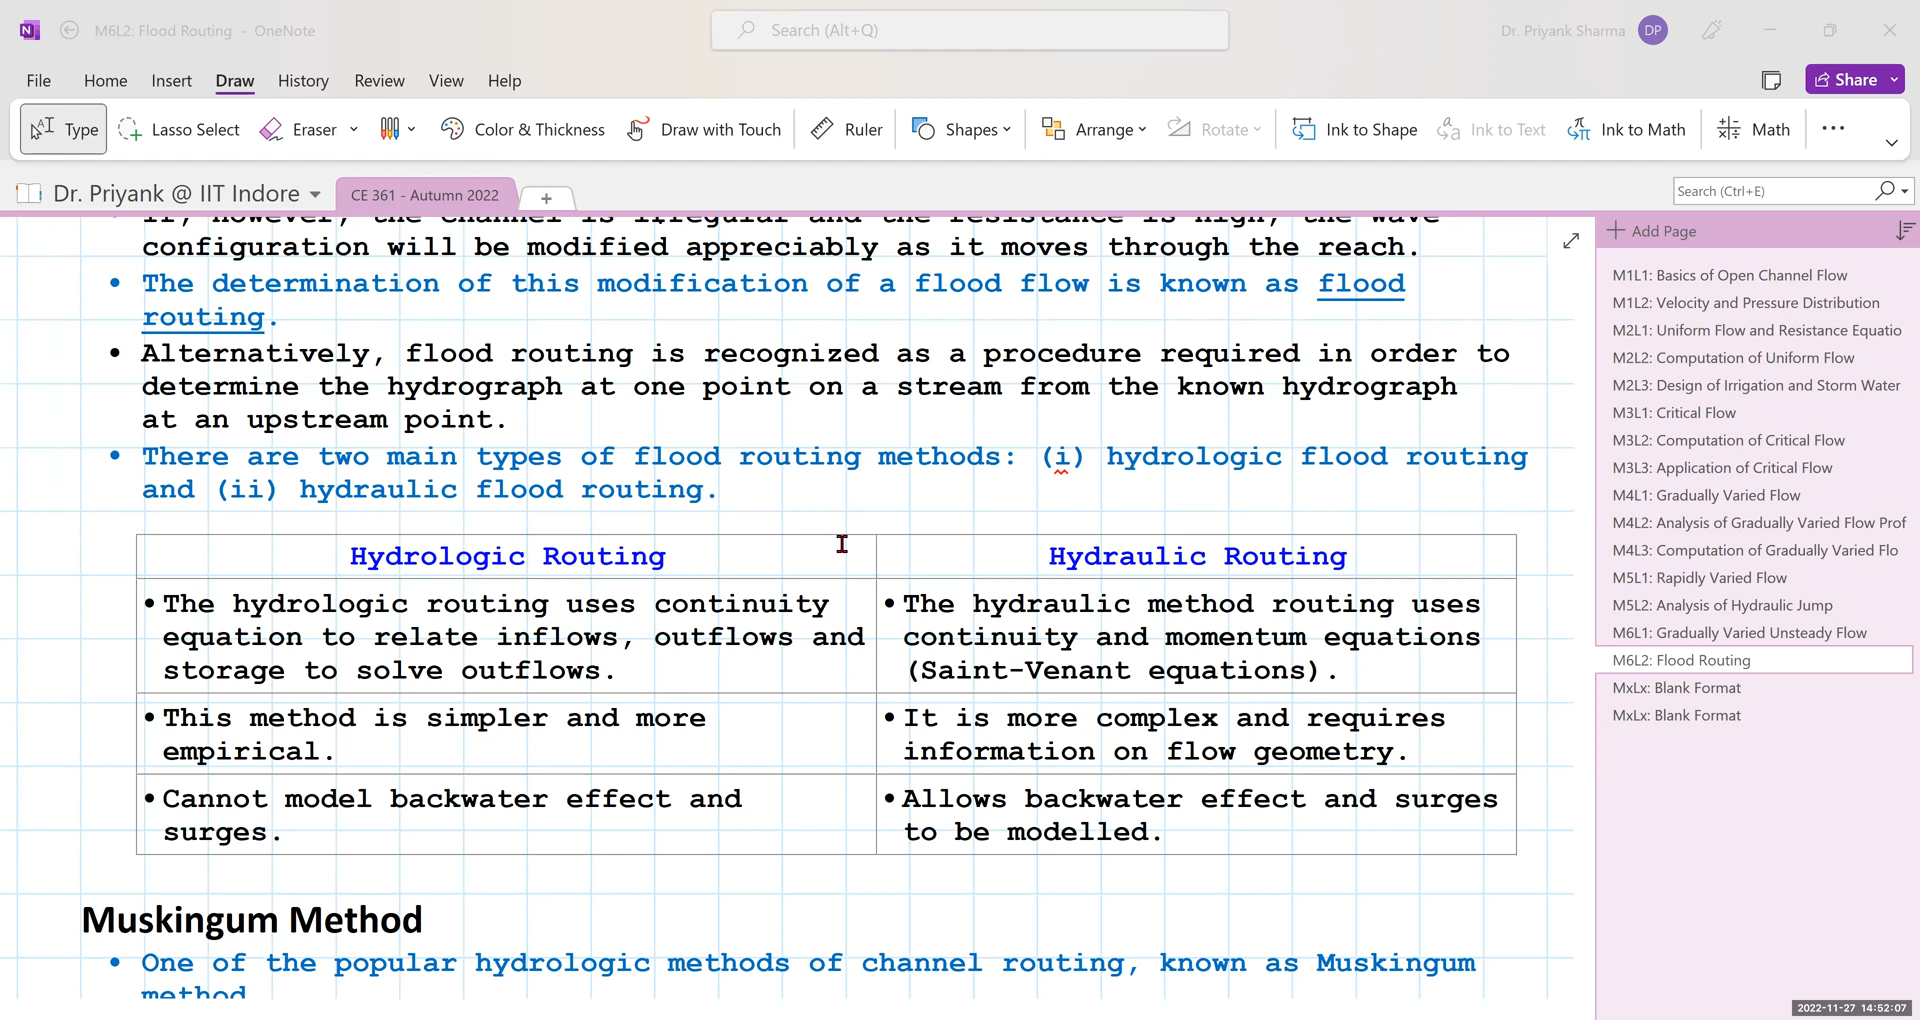 M6L2: Flood Routing - OneNote
Search (Alt+Q)
Dr. Priyank Sharma
DP
File Home Insert Draw History Review View Help
Share
Type Lasso Select Eraser Color & Thickness Draw with Touch Ruler Shapes Arrange Rotate Ink to Shape Ink to Text Ink to Math Math
Dr. Priyank @ IIT Indore
CE 361 - Autumn 2022
Search (Ctrl+E)
• If, however, the channel is irregular and the resistance is high, the wave
configuration will be modified appreciably as it moves through the reach.
• The determination of this modification of a flood flow is known as flood
routing.
• Alternatively, flood routing is recognized as a procedure required in order to
determine the hydrograph at one point on a stream from the known hydrograph
at an upstream point.
• There are two main types of flood routing methods: (i) hydrologic flood routing
and (ii) hydraulic flood routing.
Hydrologic Routing
Hydraulic Routing
• The hydrologic routing uses continuity
equation to relate inflows, outflows and
storage to solve outflows.
• The hydraulic method routing uses
continuity and momentum equations
(Saint-Venant equations).
• This method is simpler and more
empirical.
• It is more complex and requires
information on flow geometry.
• Cannot model backwater effect and
surges.
• Allows backwater effect and surges
to be modelled.
Muskingum Method
• One of the popular hydrologic methods of channel routing, known as Muskingum
method
Add Page
M1L1: Basics of Open Channel Flow
M1L2: Velocity and Pressure Distribution
M2L1: Uniform Flow and Resistance Equatio
M2L2: Computation of Uniform Flow
M2L3: Design of Irrigation and Storm Water
M3L1: Critical Flow
M3L2: Computation of Critical Flow
M3L3: Application of Critical Flow
M4L1: Gradually Varied Flow
M4L2: Analysis of Gradually Varied Flow Prof
M4L3: Computation of Gradually Varied Flo
M5L1: Rapidly Varied Flow
M5L2: Analysis of Hydraulic Jump
M6L1: Gradually Varied Unsteady Flow
M6L2: Flood Routing
MxLx: Blank Format
MxLx: Blank Format
2022-11-27 14:52:07